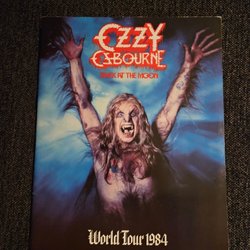 OZZY
OSBOURNE
BARK AT THE MOON
World Tour 1984